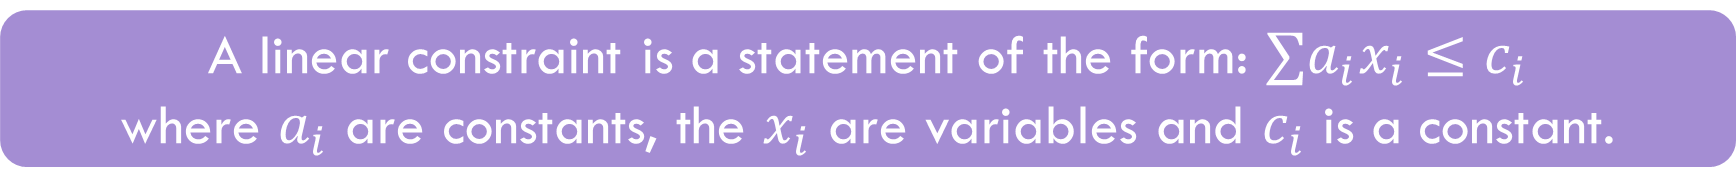 A linear constraint is a statement of the form: ∑aᵢxᵢ ≤ cᵢ
where aᵢ are constants, the xᵢ are variables and cᵢ is a constant.